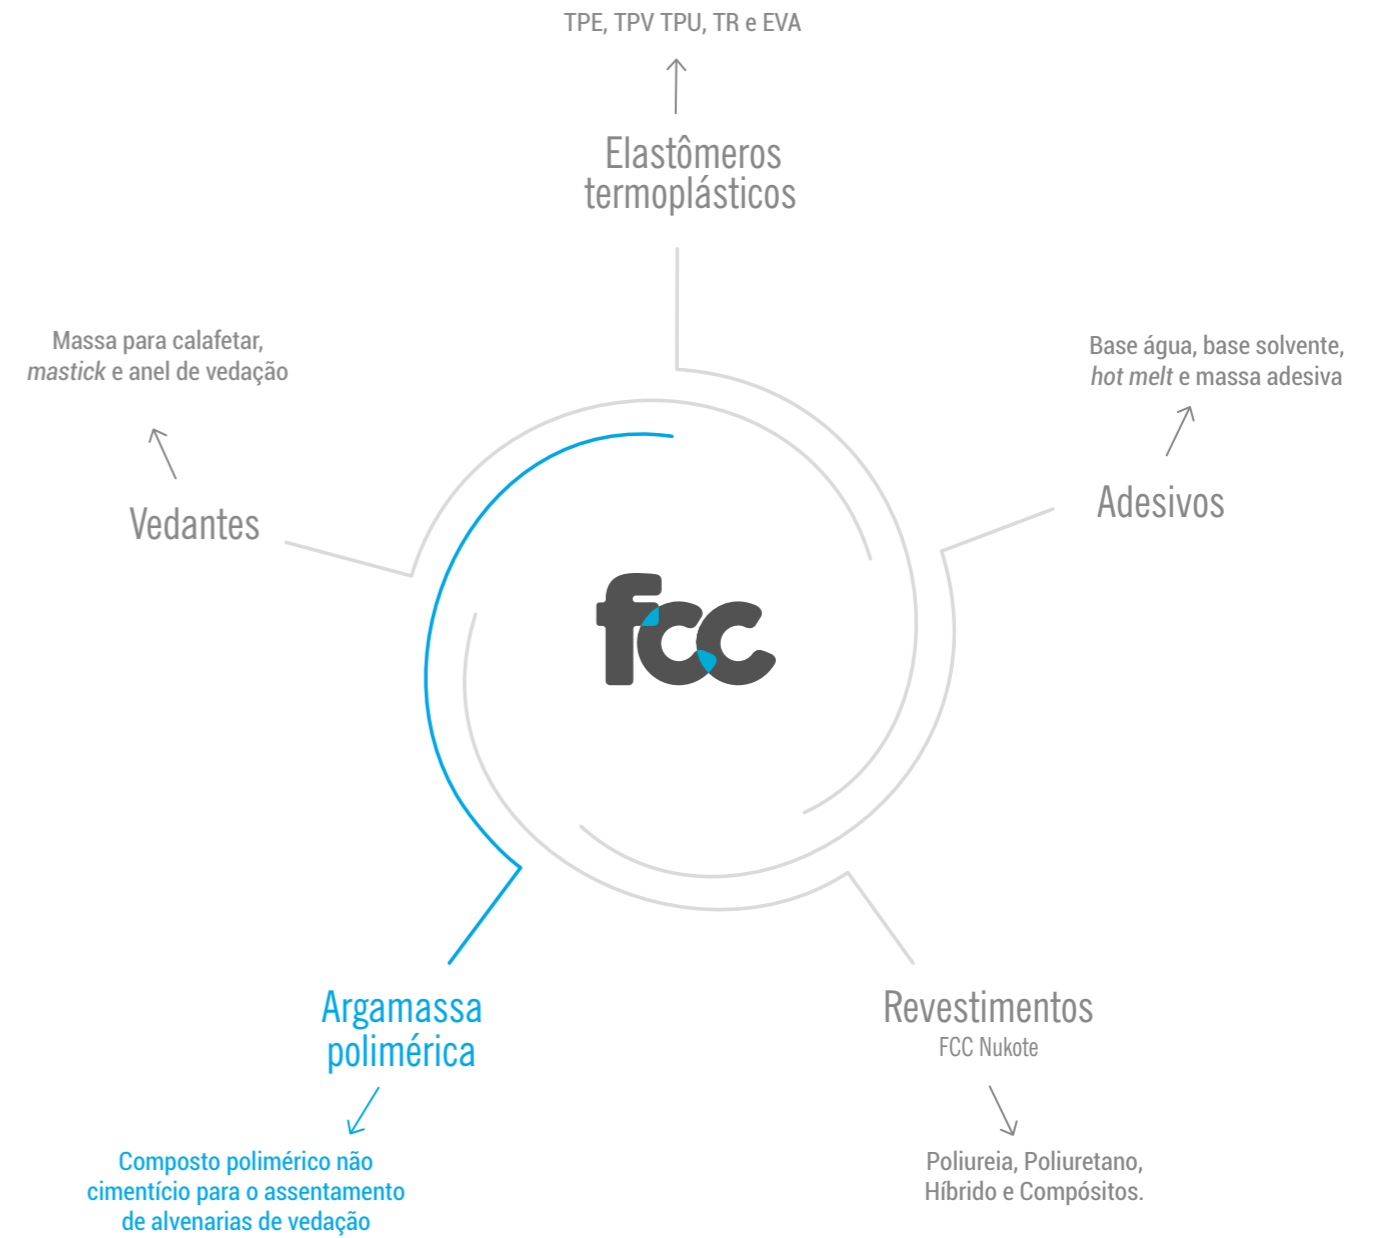 TPE, TPV TPU, TR e EVA
Elastômeros
termoplásticos
Massa para calafetar,
mastick e anel de vedação
Vedantes
Base água, base solvente,
hot melt e massa adesiva
Adesivos
fcc
Argamassa
polimérica
Composto polimérico não
cimentício para o assentamento
de alvenarias de vedação
Revestimentos
FCC Nukote
Poliureia, Poliuretano,
Híbrido e Compósitos.